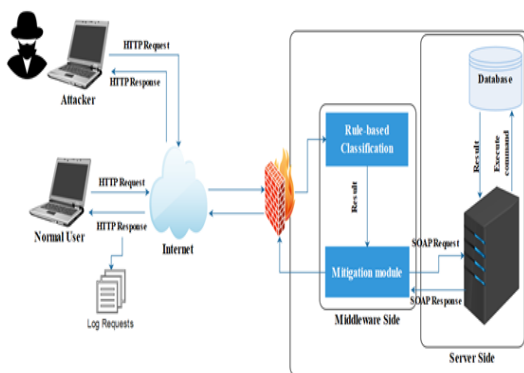 HTTP Request
HTTP Response
Attacker
HTTP Request
HTTP Response
Normal User
Log Requests
Internet
Rule-based
Classification
Result
Mitigation module
Middleware Side
SOAP Request
SOAP Response
Database
Result
Execute
command
Server Side